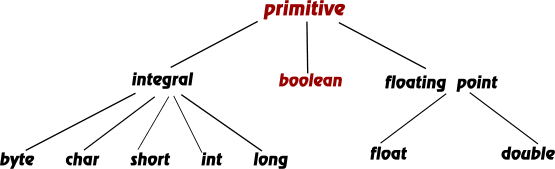 primitive
integral boolean floating point
byte char short int long float double